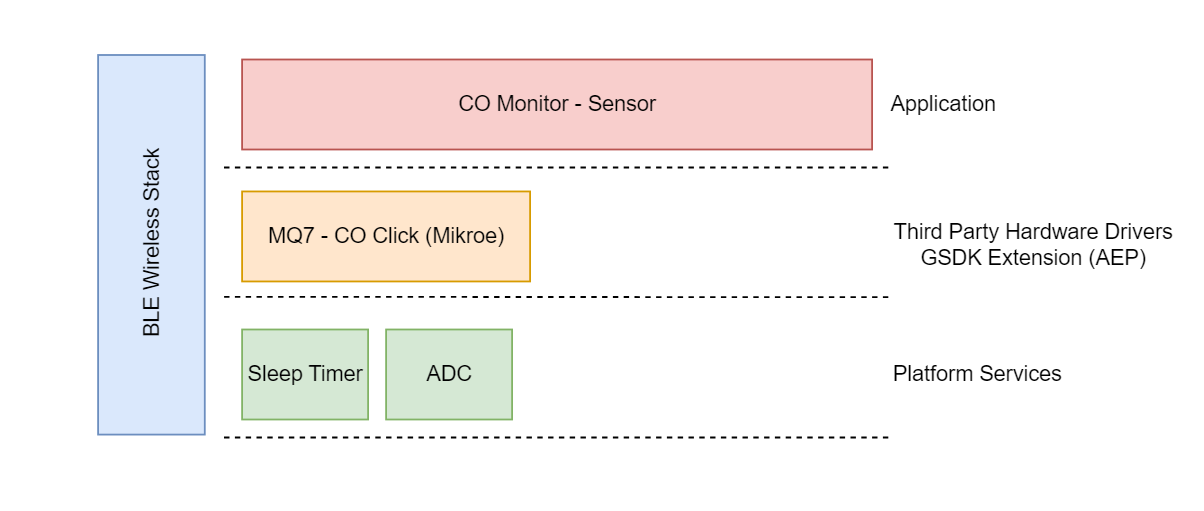 BLE Wireless Stack
CO Monitor - Sensor
Application
MQ7 - CO Click (Mikroe)
Third Party Hardware Drivers
GSDK Extension (AEP)
Sleep Timer
ADC
Platform Services